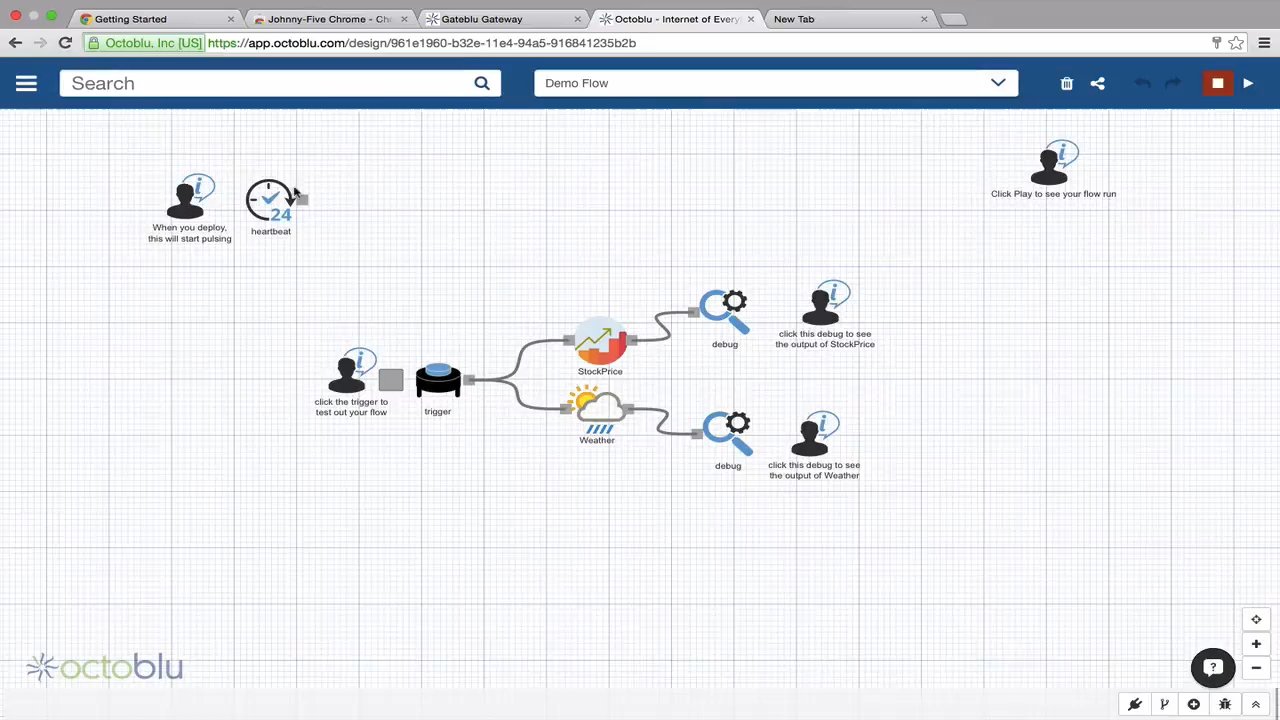 Getting Started
Johnny-Five Chrome - Ch
Gateblu Gateway
Octoblu - Internet of Every
New Tab
Octoblu, Inc [US]
https://app.octoblu.com/design/961e1960-b32e-11e4-94a5-916841235b2b
Search
Demo Flow
Click Play to see your flow run
When you deploy,
this will start pulsing
24
heartbeat
debug
click this debug to see
the output of StockPrice
StockPrice
click the trigger to
test out your flow
trigger
Weather
debug
click this debug to see
the output of Weather
octoblu